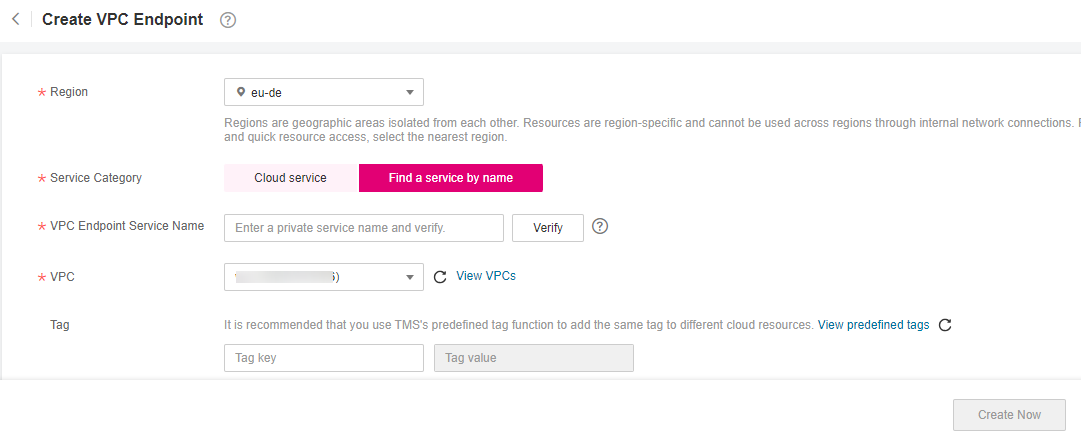 Create VPC Endpoint ?
* Region
eu-de
Regions are geographic areas isolated from each other. Resources are region-specific and cannot be used across regions through internal network connections.
and quick resource access, select the nearest region.
* Service Category
Cloud service
Find a service by name
* VPC Endpoint Service Name
Enter a private service name and verify.
Verify
?
* VPC
)
View VPCs
Tag
It is recommended that you use TMS's predefined tag function to add the same tag to different cloud resources. View predefined tags
Tag key
Tag value
Create Now